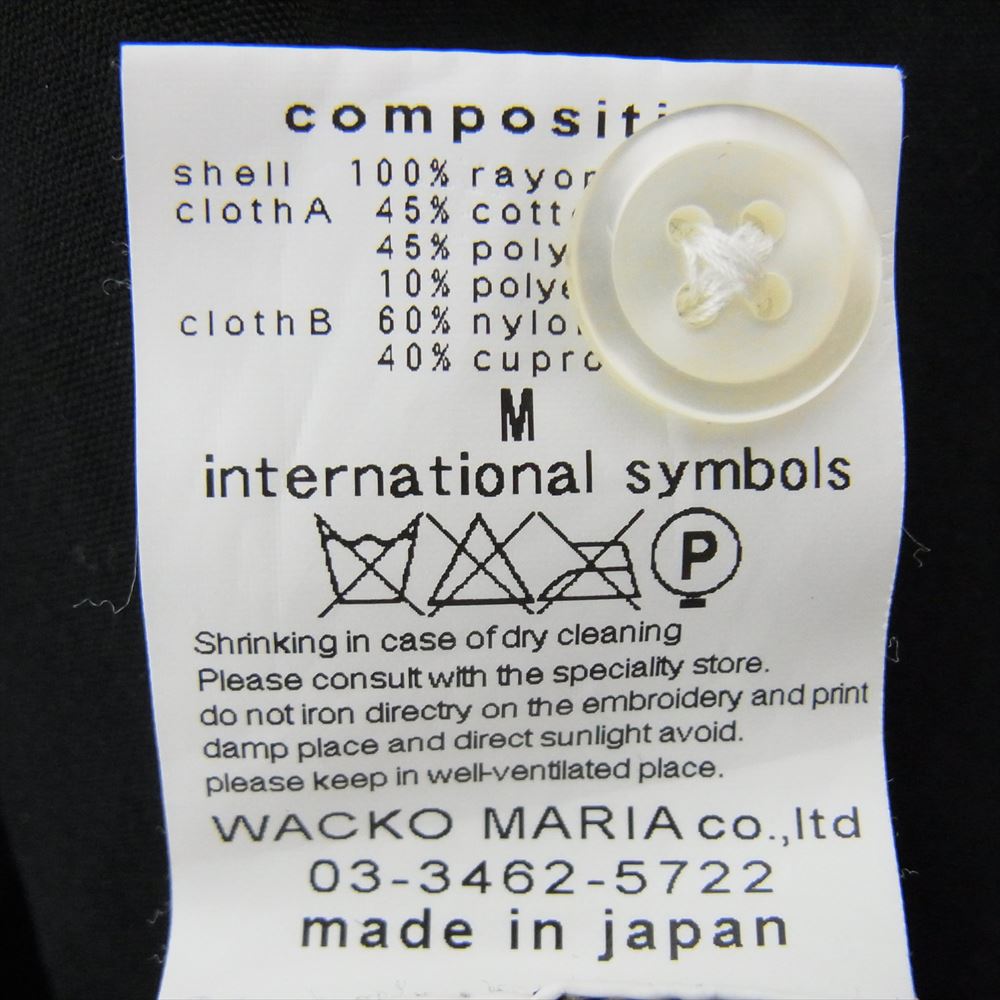 compositi
shell 100% rayon
clothA 45% cott
45% poly
10% polye
clothB 60% nylo
40% cupro
M
international symbols
P
Shrinking in case of dry cleaning
Please consult with the speciality store.
do not iron directry on the embroidery and print
damp place and direct sunlight avoid.
please keep in well-ventilated place.
WACKO MARIA co.,ltd
03-3462-5722
made in japan